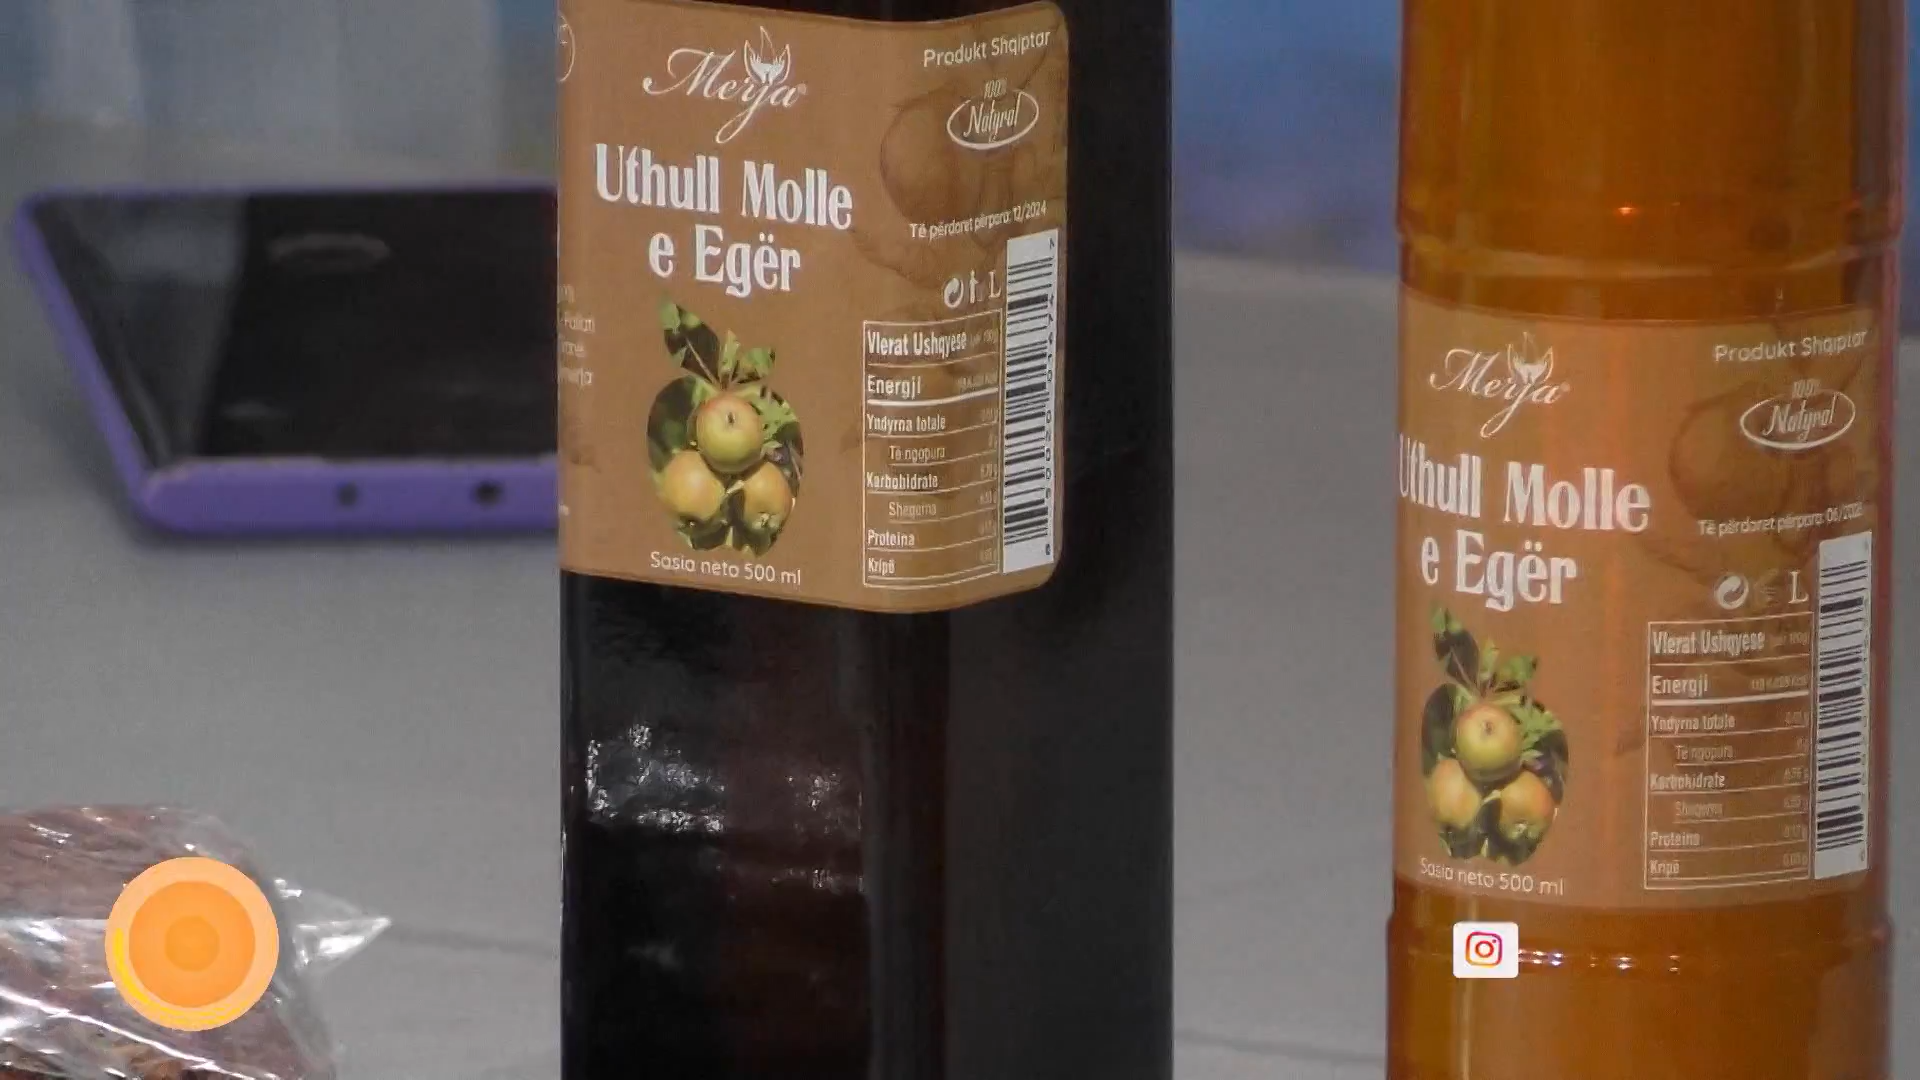 Merja
Produkt Shqiptar
100%
Natyral
Uthull Molle
e Egër
Të përdoret përpara: 12/2024
L
Vlerat Ushqyese
Energji
Yndyrna totale
Të ngopura
Karbohidrate
Sheqerna
Proteina
Kripë
Sasia neto 500 ml
Merja
Produkt Shqiptar
100%
Natyral
Uthull Molle
e Egër
Të përdoret përpara:
L
Vlerat Ushqyese
Energji
Yndyrna totale
Të ngopura
Karbohidrate
Sheqerna
Proteina
Kripë
Sasia neto 500 ml